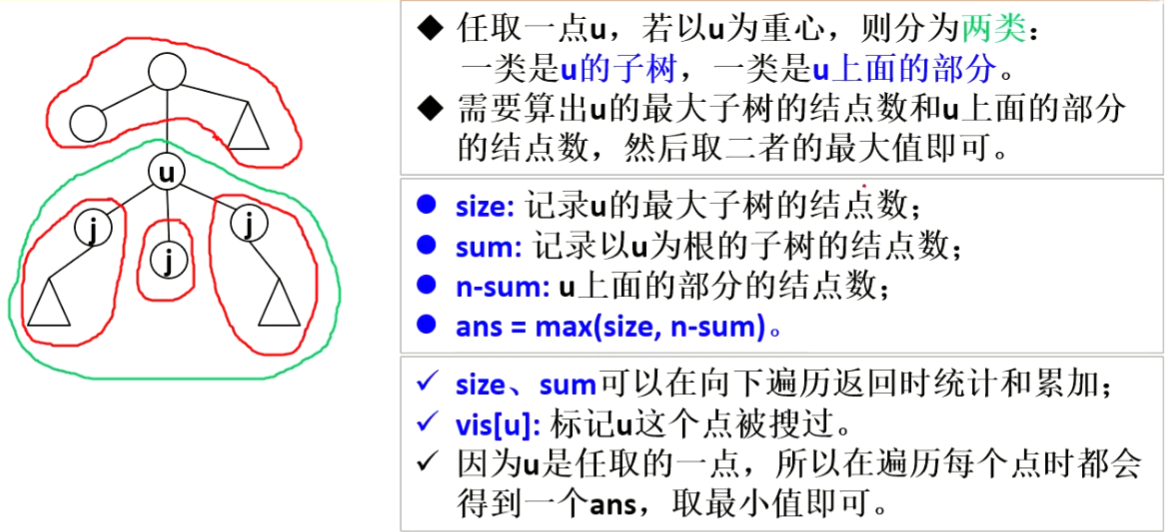 u
j
j
j
◆ 任取一点u，若以u为重心，则分为两类：
一类是u的子树，一类是u上面的部分。
◆ 需要算出u的最大子树的结点数和u上面的部分
的结点数，然后取二者的最大值即可。
● size: 记录u的最大子树的结点数；
● sum: 记录以u为根的子树的结点数；
● n-sum: u上面的部分的结点数；
● ans = max(size, n-sum)。
✓ size、sum可以在向下遍历返回时统计和累加；
✓ vis[u]: 标记u这个点被搜过。
✓ 因为u是任取的一点，所以在遍历每个点时都会
得到一个ans，取最小值即可。